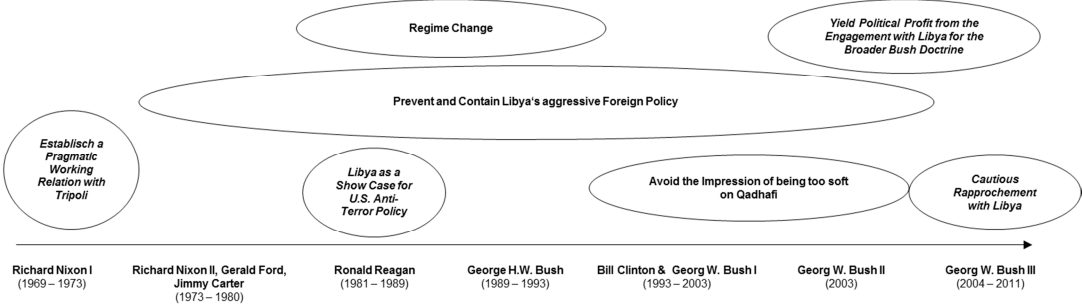 Regime Change
Yield Political Profit from the
Engagement with Libya for the
Broader Bush Doctrine
Prevent and Contain Libya‘s aggressive Foreign Policy
Establisch a
Pragmatic
Working
Relation with
Tripoli
Libya as a
Show Case for
U.S. Anti-
Terror Policy
Avoid the Impression of being too soft
on Qadhafi
Cautious
Rapprochement
with Libya
Richard Nixon I
(1969 – 1973)
Richard Nixon II, Gerald Ford,
Jimmy Carter
(1973 – 1980)
Ronald Reagan
(1981 – 1989)
George H.W. Bush
(1989 – 1993)
Bill Clinton & Georg W. Bush I
(1993 – 2003)
Georg W. Bush II
(2003)
Georg W. Bush III
(2004 – 2011)